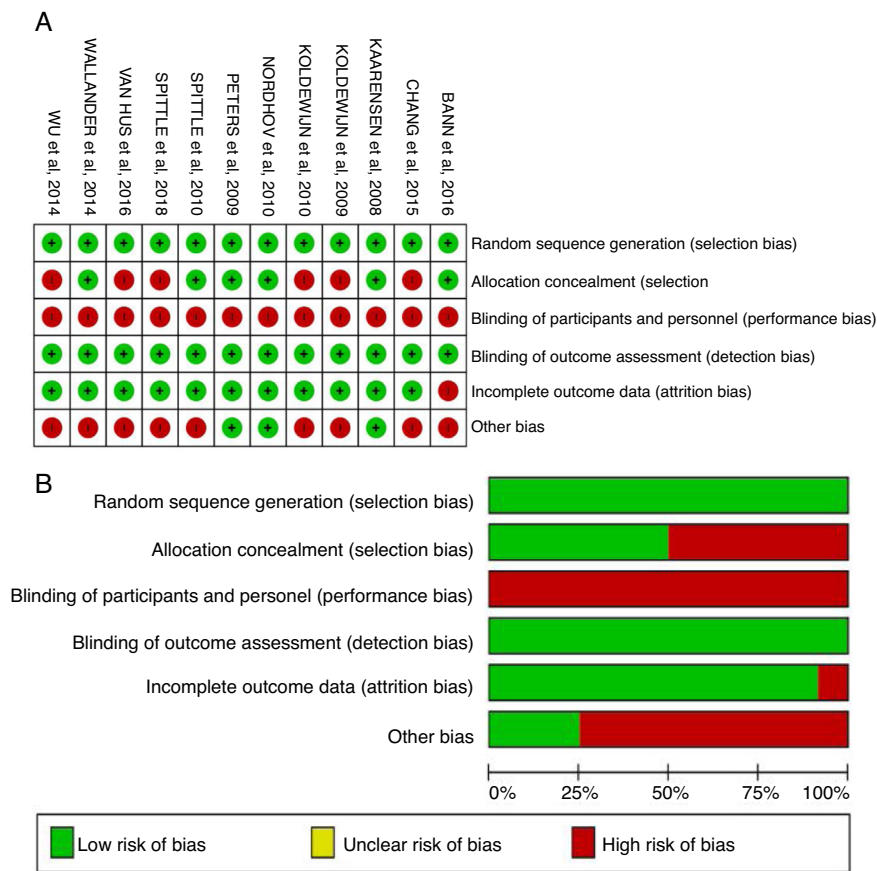 A
WU et al, 2014
WALLANDER et al, 2014
VAN HUS et al, 2016
SPITTLE et al, 2018
SPITTLE et al, 2010
PETERS et al, 2009
NORDHOV et al, 2010
KOLDEWIJN et al, 2010
KOLDEWIJN et al, 2009
KAARENSEN et al, 2008
CHANG et al, 2015
BANN et al, 2016
Random sequence generation (selection bias)
Allocation concealment (selection
Blinding of participants and personnel (performance bias)
Blinding of outcome assessment (detection bias)
Incomplete outcome data (attrition bias)
Other bias
B
Random sequence generation (selection bias)
Allocation concealment (selection bias)
Blinding of participants and personel (performance bias)
Blinding of outcome assessment (detection bias)
Incomplete outcome data (attrition bias)
Other bias
0% 25% 50% 75% 100%
Low risk of bias Unclear risk of bias High risk of bias